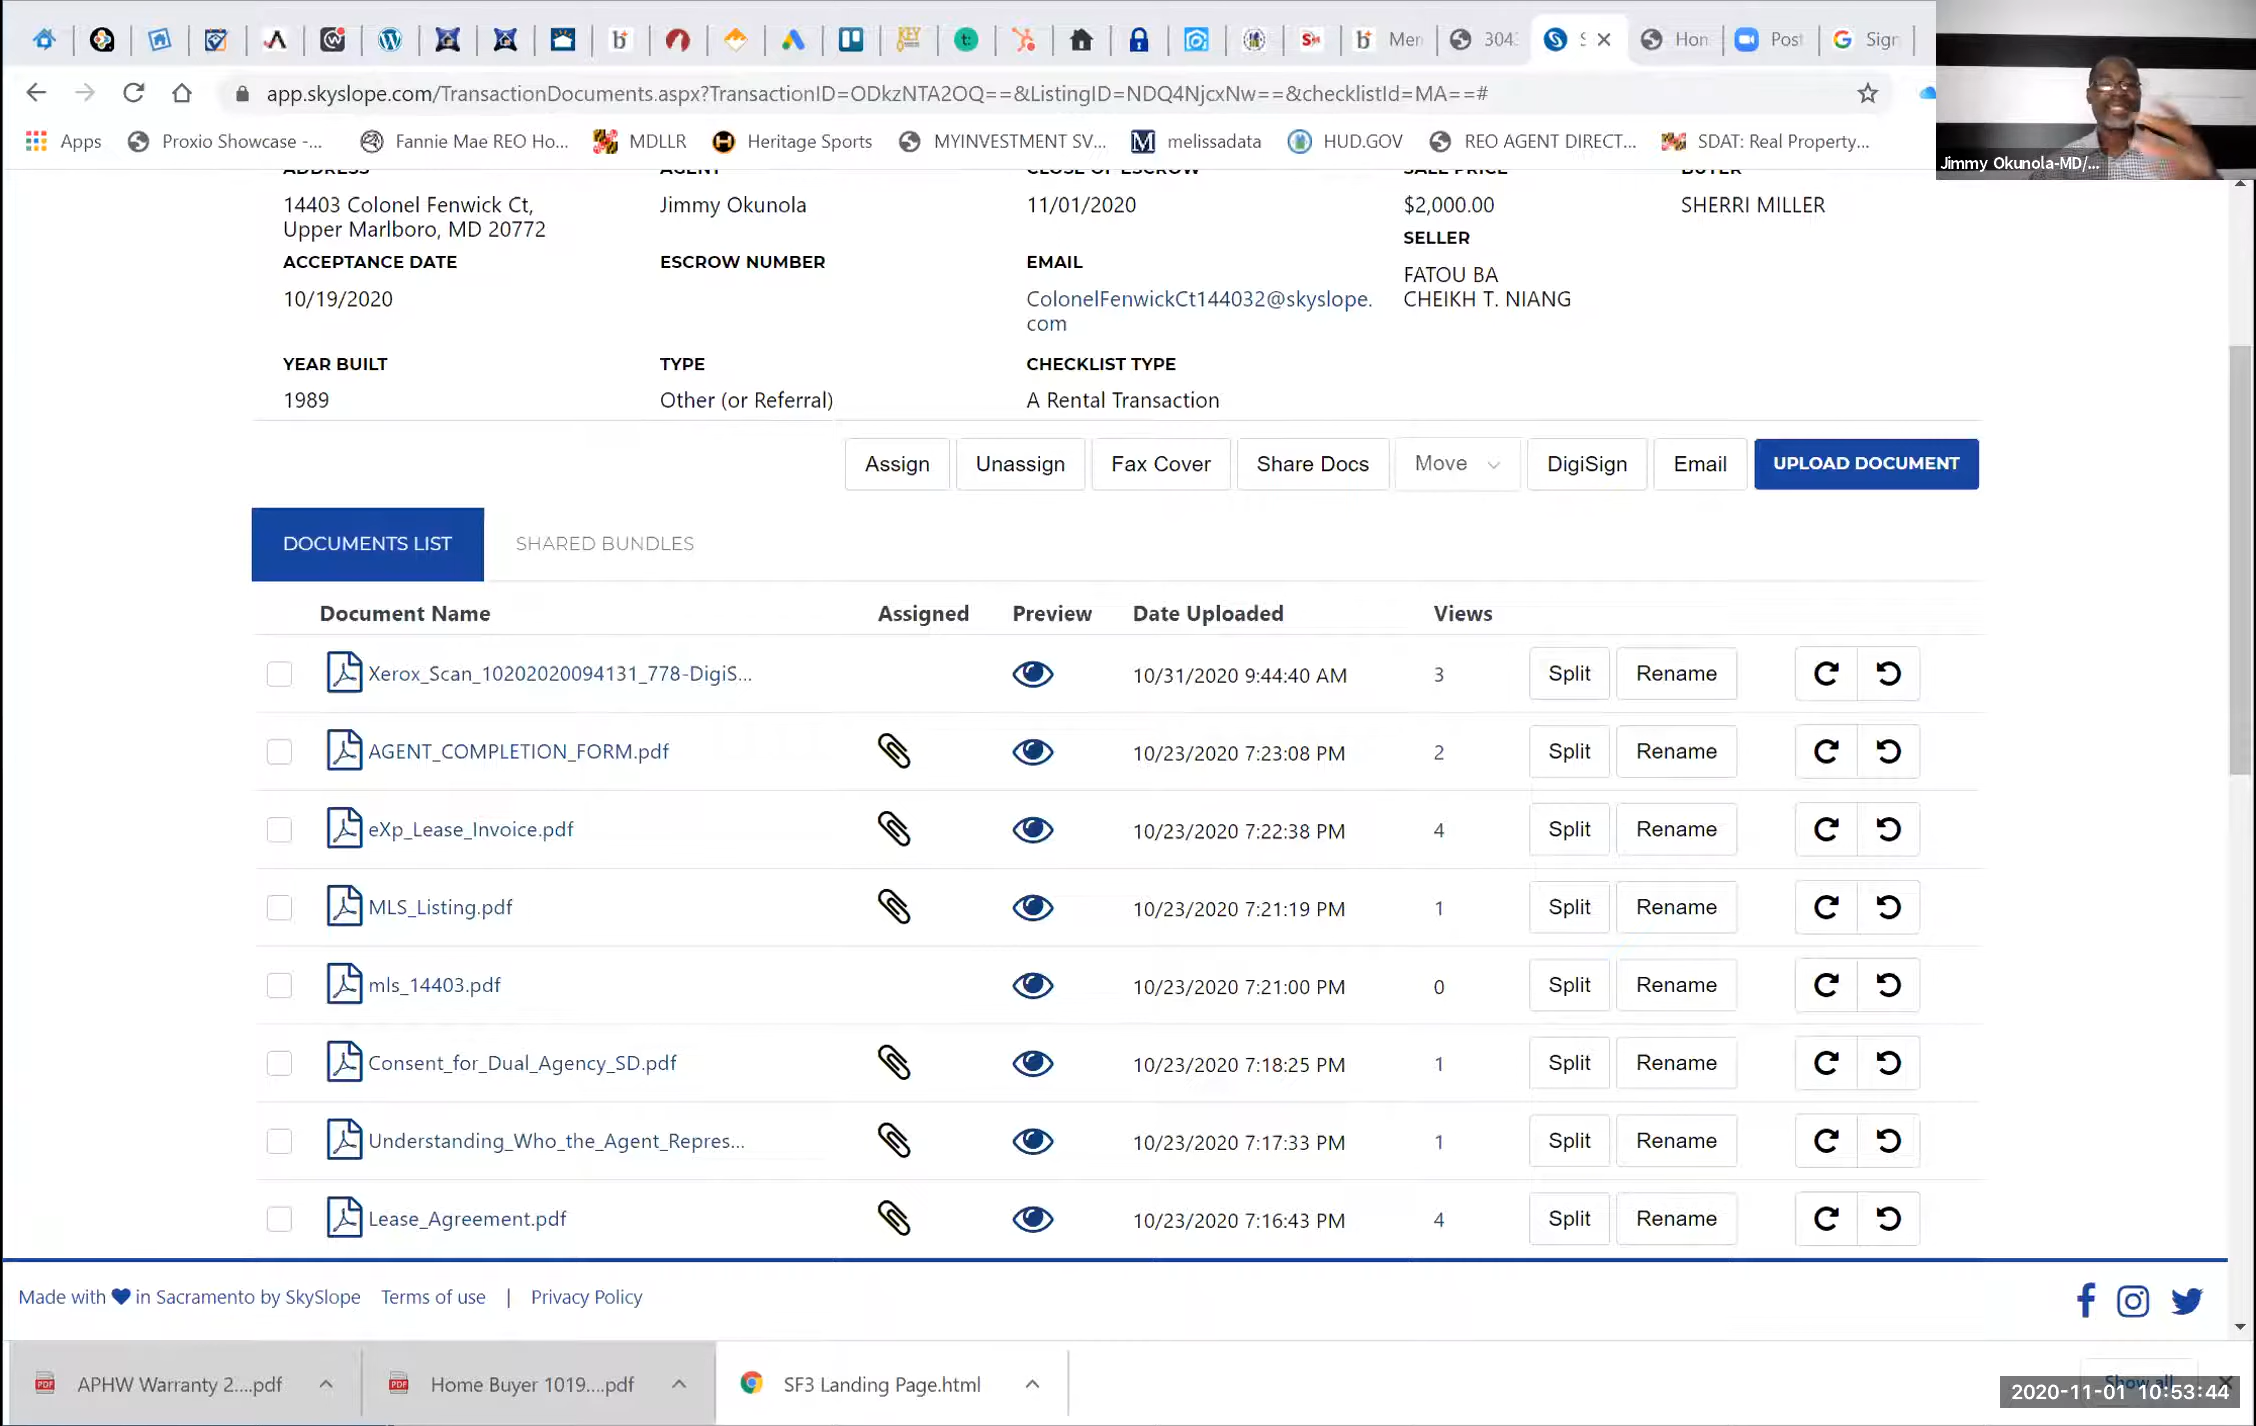 Mer
304:
S
Hon
Post
Sign
app.skyslope.com/TransactionDocuments.aspx?TransactionID=ODkzNTA2OQ==&ListingID=NDQ4NjcxNw==&checklistId=MA==#
Apps
Proxio Showcase -...
Fannie Mae REO Ho...
MDLLR
Heritage Sports
MYINVESTMENT SV...
melissadata
HUD.GOV
REO AGENT DIRECT...
SDAT: Real Property...
Jimmy Okunola-MD/...
ADDRESS AGENT CLOSE OF ESCROW SALE PRICE BUYER
14403 Colonel Fenwick Ct,
Upper Marlboro, MD 20772
Jimmy Okunola
11/01/2020
$2,000.00
SHERRI MILLER
SELLER
FATOU BA
CHEIKH T. NIANG
ACCEPTANCE DATE
10/19/2020
ESCROW NUMBER
EMAIL
ColonelFenwickCt144032@skyslope.
com
YEAR BUILT
1989
TYPE
Other (or Referral)
CHECKLIST TYPE
A Rental Transaction
Assign Unassign Fax Cover Share Docs Move DigiSign Email UPLOAD DOCUMENT
DOCUMENTS LIST SHARED BUNDLES
Document Name Assigned Preview Date Uploaded Views
Xerox_Scan_10202020094131_778-DigiS... 10/31/2020 9:44:40 AM 3 Split Rename
AGENT_COMPLETION_FORM.pdf 10/23/2020 7:23:08 PM 2 Split Rename
eXp_Lease_Invoice.pdf 10/23/2020 7:22:38 PM 4 Split Rename
MLS_Listing.pdf 10/23/2020 7:21:19 PM 1 Split Rename
mls_14403.pdf 10/23/2020 7:21:00 PM 0 Split Rename
Consent_for_Dual_Agency_SD.pdf 10/23/2020 7:18:25 PM 1 Split Rename
Understanding_Who_the_Agent_Repres... 10/23/2020 7:17:33 PM 1 Split Rename
Lease_Agreement.pdf 10/23/2020 7:16:43 PM 4 Split Rename
Made with in Sacramento by SkySlope Terms of use | Privacy Policy
APHW Warranty 2....pdf
Home Buyer 1019....pdf
SF3 Landing Page.html
Show all
2020-11-01 10:53:44